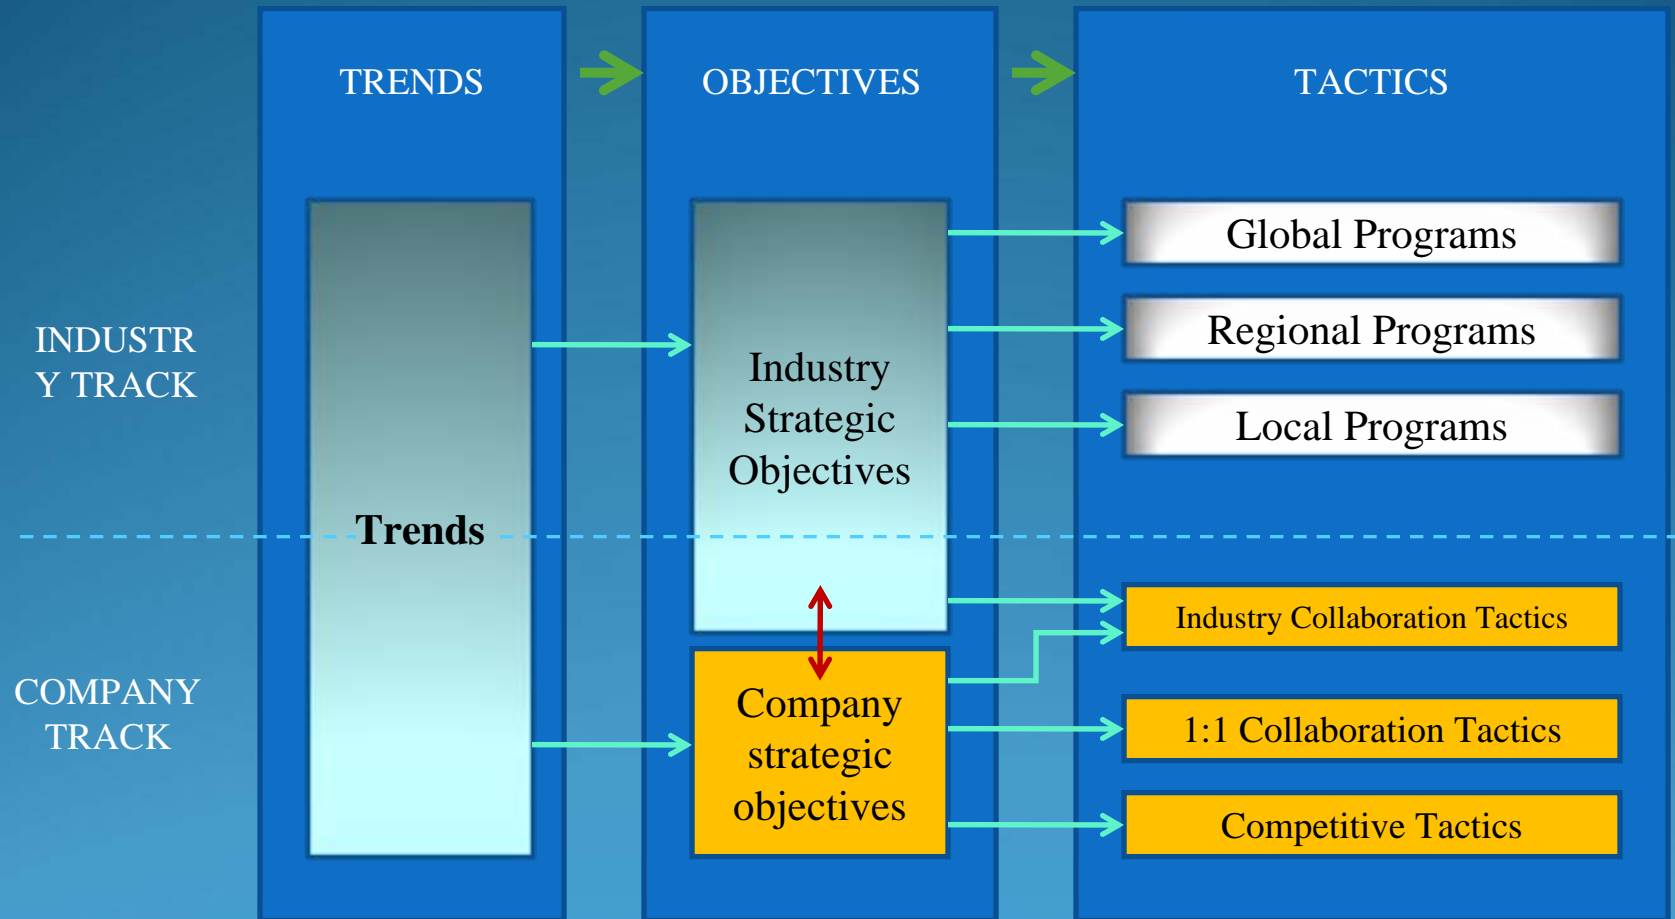 TRENDS
OBJECTIVES
TACTICS
INDUSTR
Y TRACK
COMPANY
TRACK
Trends
Industry
Strategic
Objectives
Company
strategic
objectives
Global Programs
Regional Programs
Local Programs
Industry Collaboration Tactics
1:1 Collaboration Tactics
Competitive Tactics